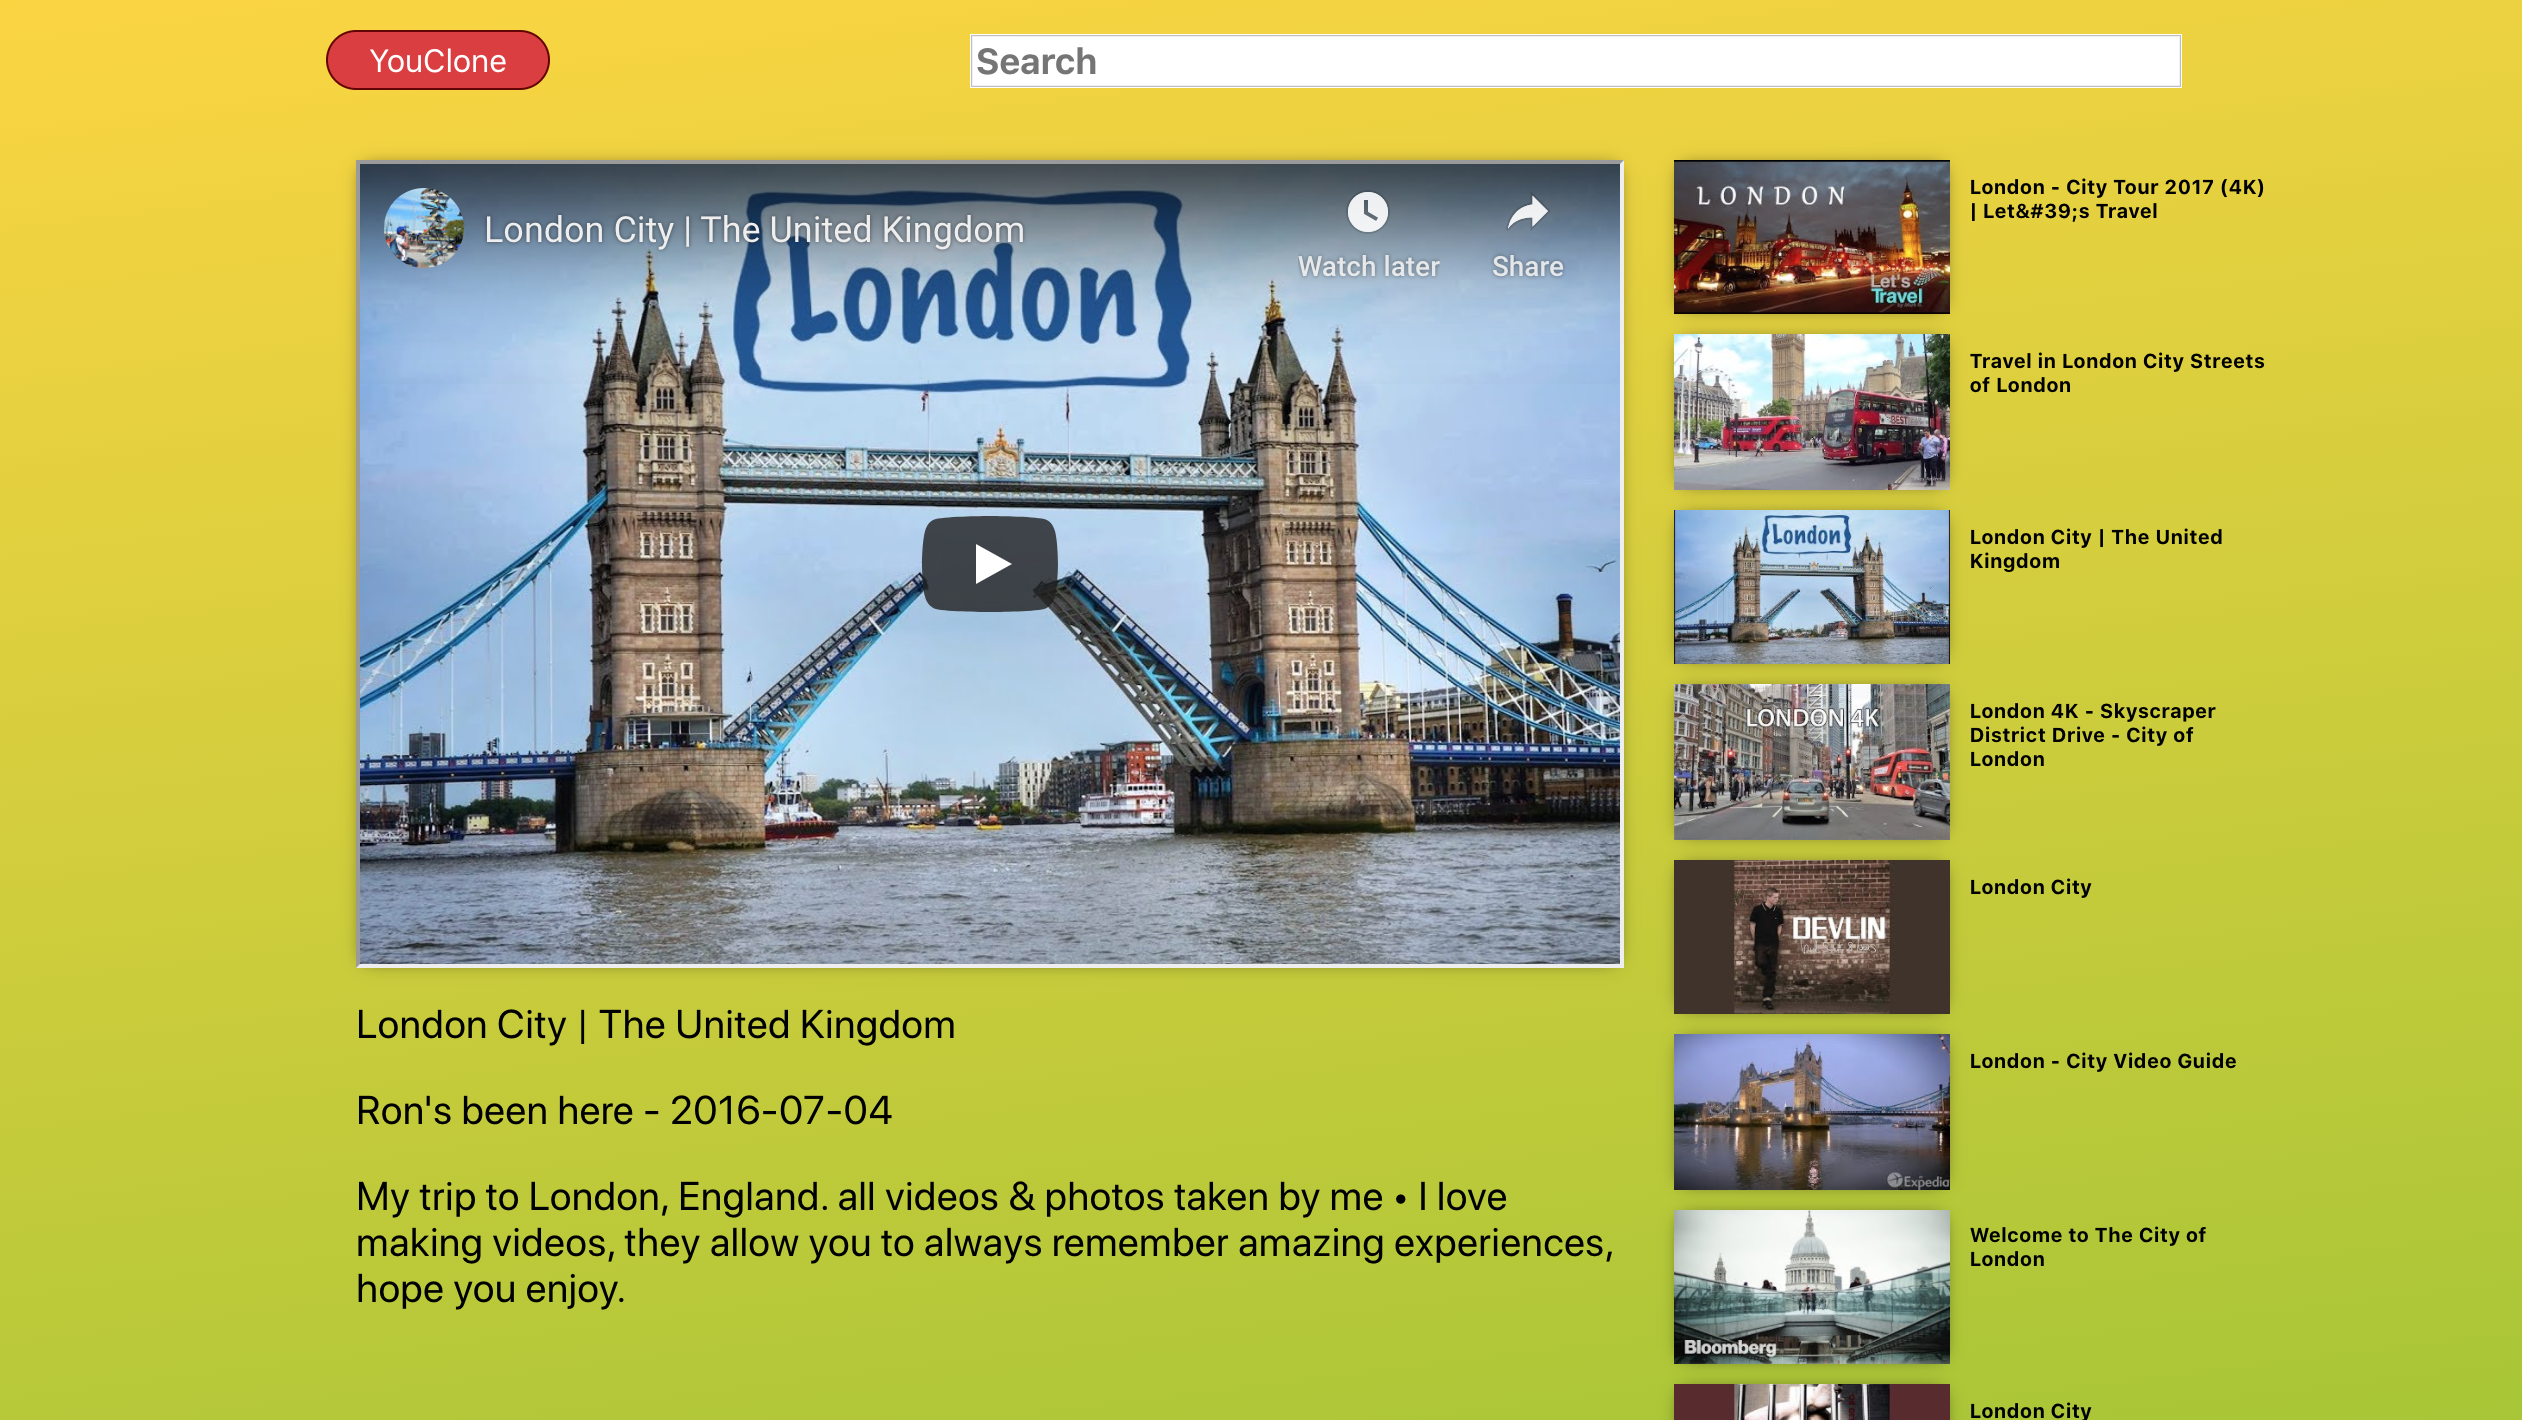 YouClone
Search
London City | The United Kingdom
Watch later
Share
London
London City | The United Kingdom
Ron's been here - 2016-07-04
My trip to London, England. all videos & photos taken by me • I love
making videos, they allow you to always remember amazing experiences,
hope you enjoy.
LONDON
Let's
Travel
London - City Tour 2017 (4K)
| Let&#39;s Travel
BEST
Travel in London City Streets
of London
London
London City | The United
Kingdom
LONDON 4K
London 4K - Skyscraper
District Drive - City of
London
DEVLIN
London City
Expedia
London - City Video Guide
Bloomberg
Welcome to The City of
London
London City